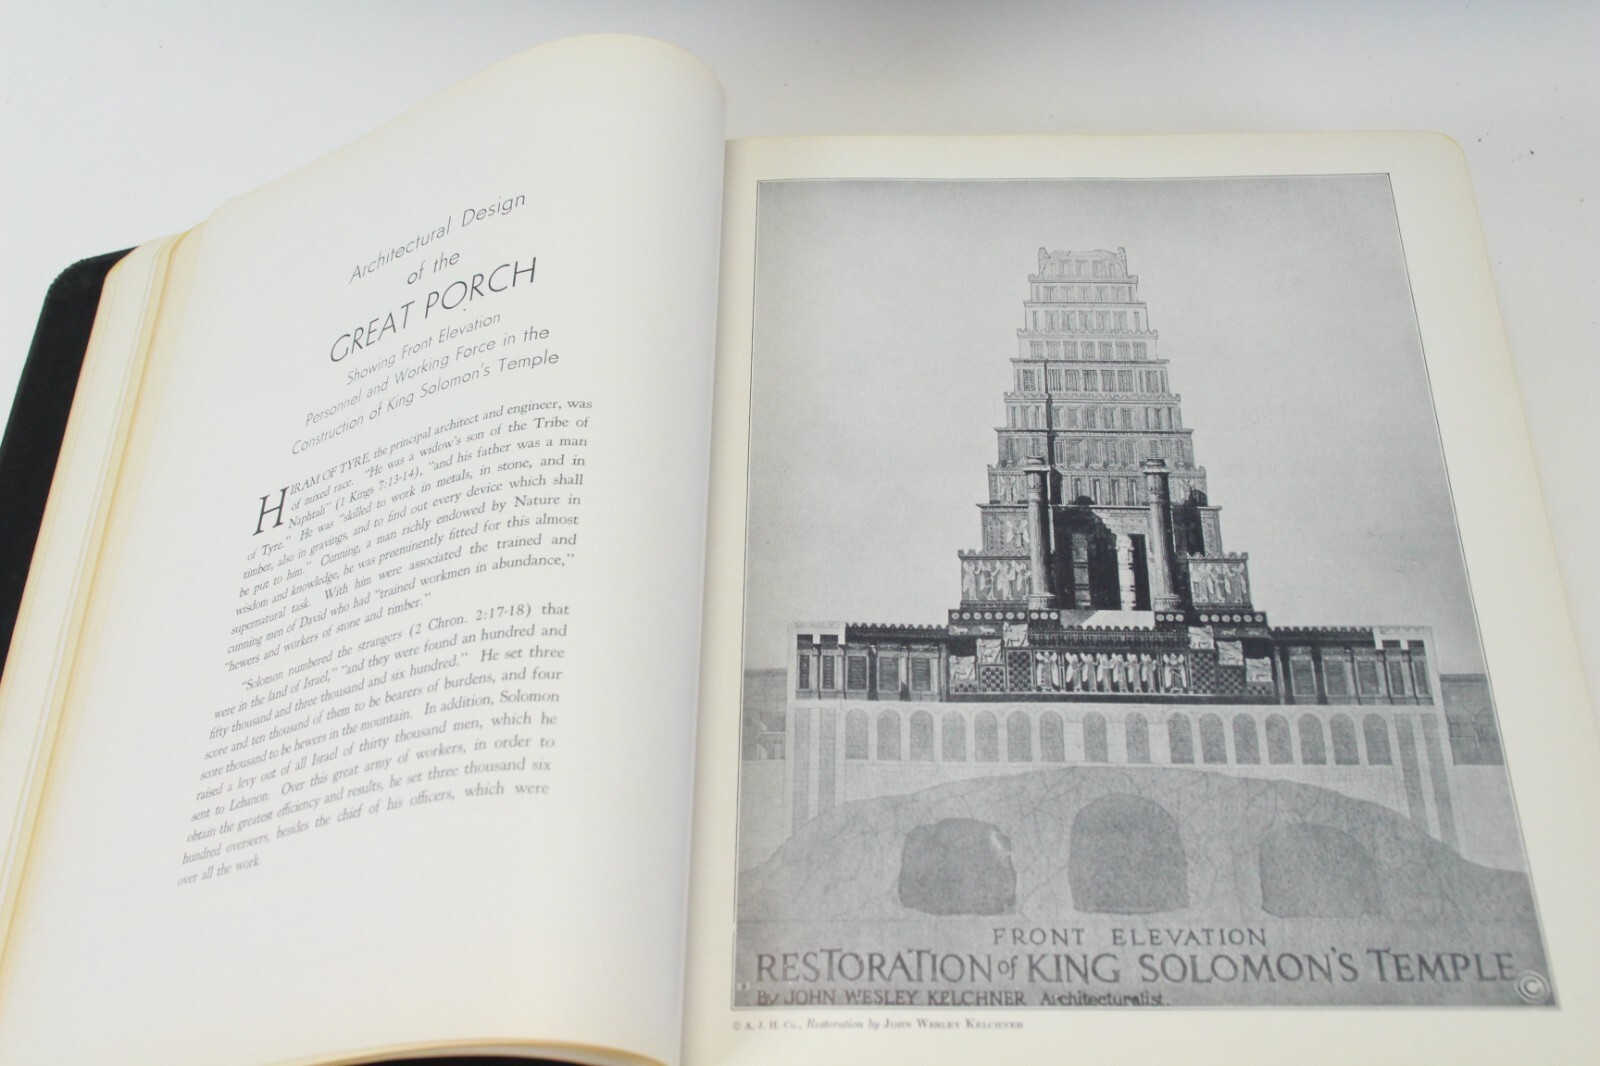 Architectural Design
of the
GREAT PORCH
Showing Front Elevation
Personnel and Working Force in the
Construction of King Solomon's Temple
HIRAM OF TYRE, the principal architect and engineer, was
of mixed race. "He was a widow's son of the Tribe of
Naphtali" (1 Kings 7:13-14), "and his father was a man
of Tyre." He was "skilled to work in metals, in stone, and in
timber, also in gravings, and to find out every device which shall
be put to him." Cunning, a man richly endowed by Nature in
wisdom and knowledge, he was preeminently fitted for this almost
supernatural task. With him were associated the trained and
cunning men of David who had "trained workmen in abundance,"
"hewers and workers of stone and timber."
"Solomon numbered the strangers (2 Chron. 2:17-18) that
were in the land of Israel," "and they were found an hundred and
fifty thousand and three thousand and six hundred." He set three
score and ten thousand of them to be bearers of burdens, and four
score thousand to be hewers in the mountain. In addition, Solomon
raised a levy out of all Israel of thirty thousand men, which he
sent to Lebanon. Over this great army of workers, in order to
obtain the greatest efficiency and results, he set three thousand six
hundred overseers, besides the chief of his officers, which were
over all the work.
FRONT ELEVATION
RESTORATION of KING SOLOMON'S TEMPLE ©
By JOHN WESLEY KELCHNER Architecturalist.
© A. J. H. Co., Restoration by JOHN WESLEY KELCHNER